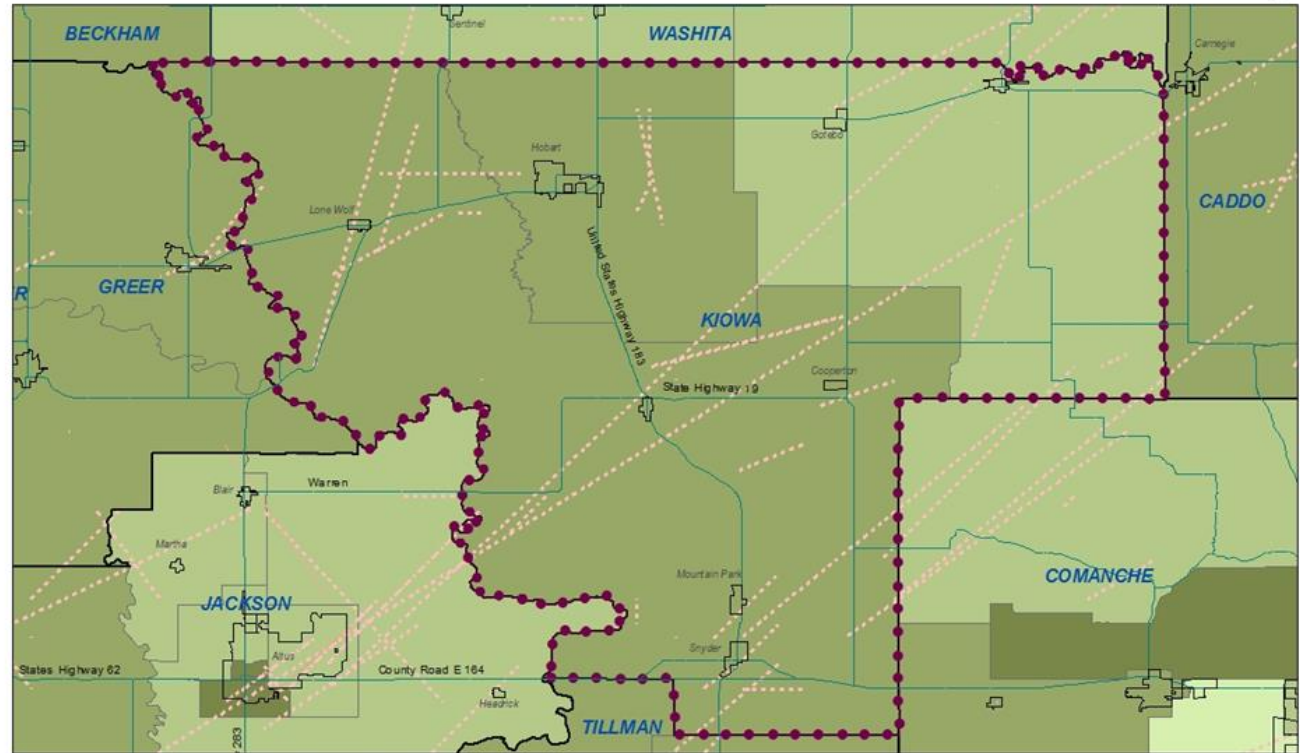 BECKHAM
Sentinel
WASHITA
Carnegie
Gotebo
Hobart
CADDO
Lone Wolf
GREER
R
United States Highway 183
KIOWA
Cooperton
State Highway 19
Warren
Blair
Martha
COMANCHE
Mountain Park
JACKSON
Altus
Snyder
States Highway 62
County Road E 164
Headrick
TILLMAN
283